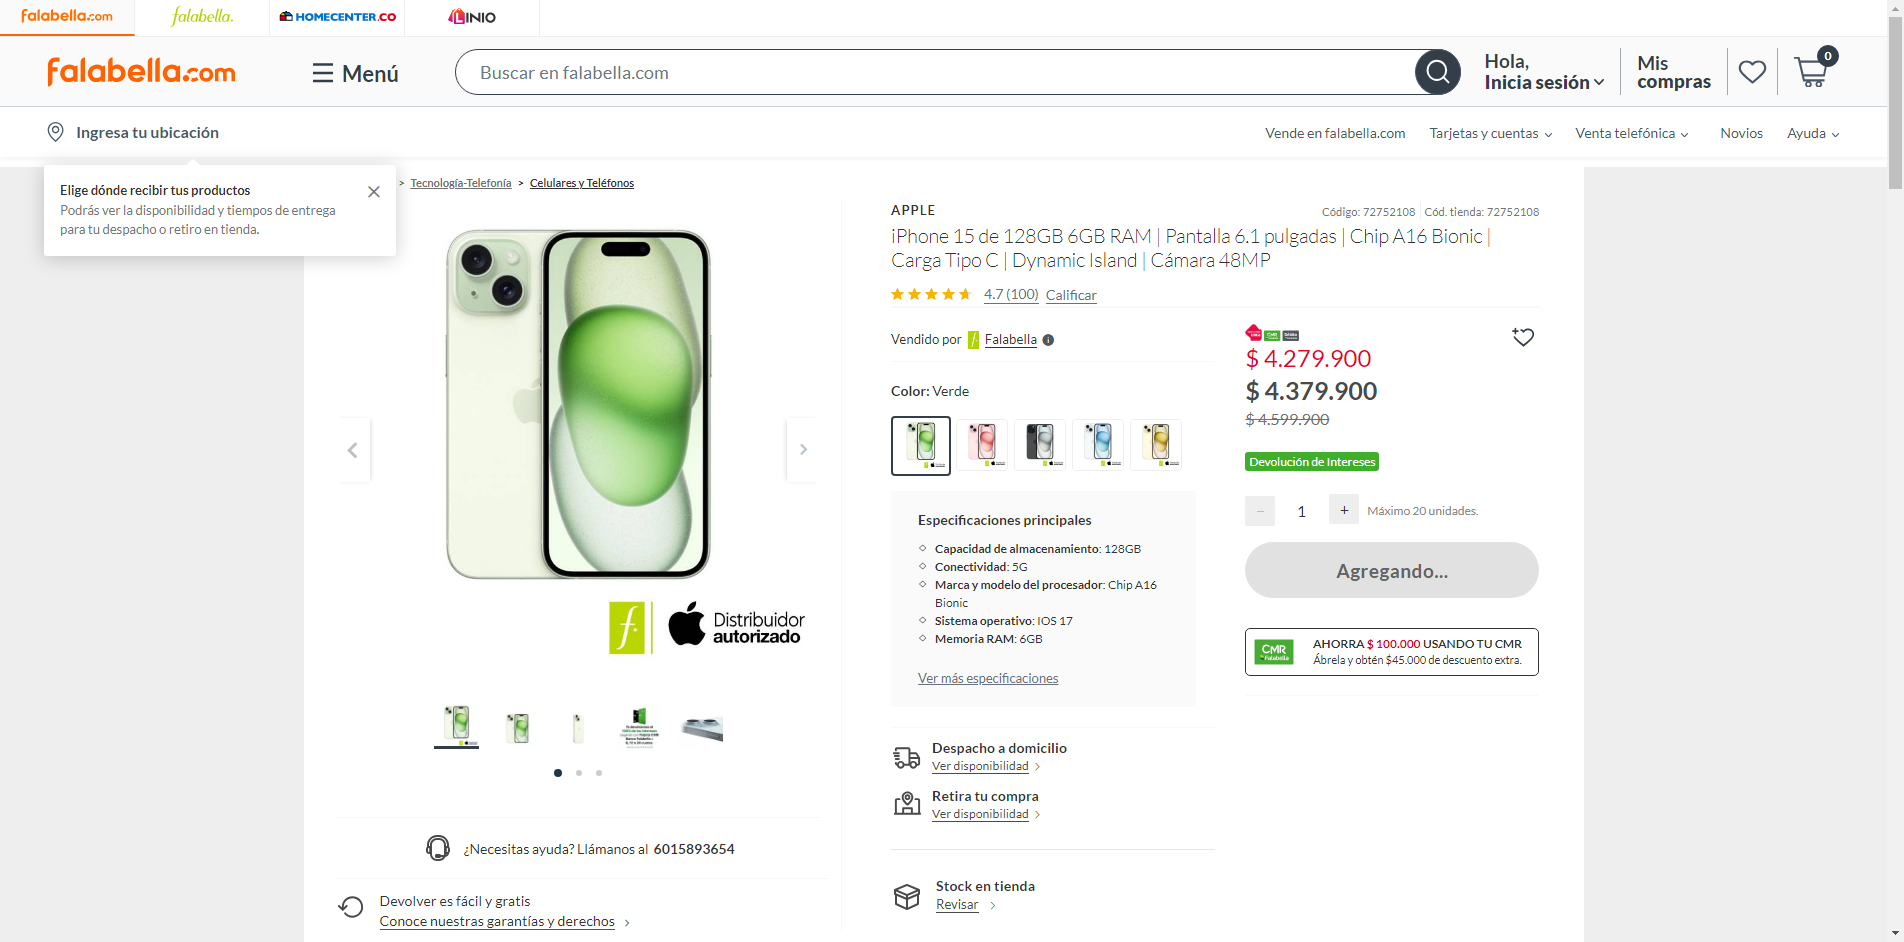 falabella.com
falabella.
HOMECENTER.CO
LINIO
falabella.com
Menú
Buscar en falabella.com
Hola,
Inicia sesión
Mis
compras
0
Ingresa tu ubicación
Vende en falabella.com
Tarjetas y cuentas
Venta telefónica
Novios
Ayuda
Elige dónde recibir tus productos
Podrás ver la disponibilidad y tiempos de entrega
para tu despacho o retiro en tienda.
> Tecnología-Telefonía > Celulares y Teléfonos
APPLE
Código: 72752108
Cód. tienda: 72752108
iPhone 15 de 128GB 6GB RAM | Pantalla 6.1 pulgadas | Chip A16 Bionic |
Carga Tipo C | Dynamic Island | Cámara 48MP
4.7 (100)
Calificar
Vendido por
f.
Falabella
Color: Verde
$ 4.279.900
$ 4.379.900
$ 4.599.900
Devolución de Intereses
− 1 + Máximo 20 unidades.
Agregando...
CMR
Falabella
AHORRA $ 100.000 USANDO TU CMR
Ábrela y obtén $45.000 de descuento extra.
Especificaciones principales
Capacidad de almacenamiento: 128GB
Conectividad: 5G
Marca y modelo del procesador: Chip A16
Bionic
Sistema operativo: IOS 17
Memoria RAM: 6GB
Ver más especificaciones
f.
Distribuidor
autorizado
Despacho a domicilio
Ver disponibilidad
Retira tu compra
Ver disponibilidad
Stock en tienda
Revisar
¿Necesitas ayuda? Llámanos al 6015893654
Devolver es fácil y gratis
Conoce nuestras garantías y derechos